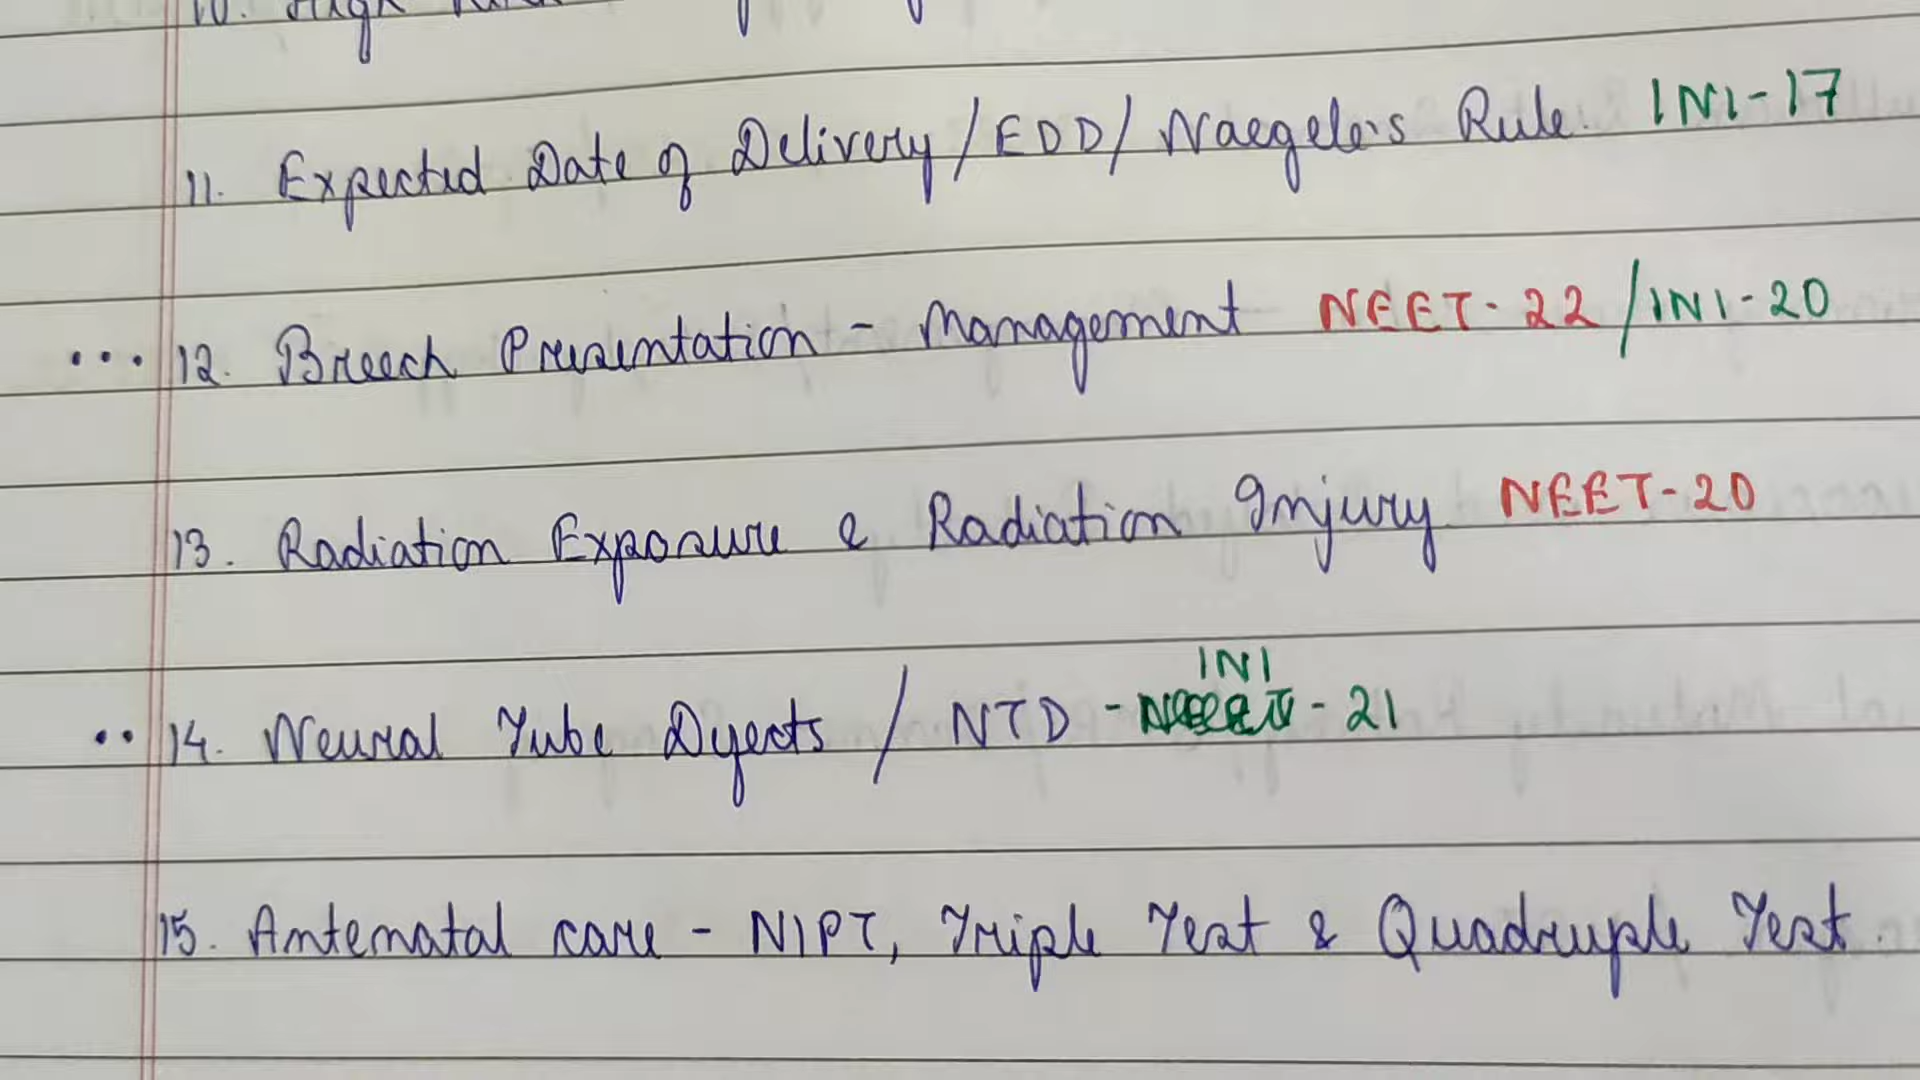 10. High
11. Expected Date of Delivery / EDD / Naegele's Rule. INI-17
••• 12. Breech Presentation - Management NEET-22 / INI-20
13. Radiation Exposure & Radiation Injury NEET-20
INI
•• 14. Neural Tube Defects / NTD - - 21
15. Antenatal care - NIPT, Triple Test & Quadruple Test.